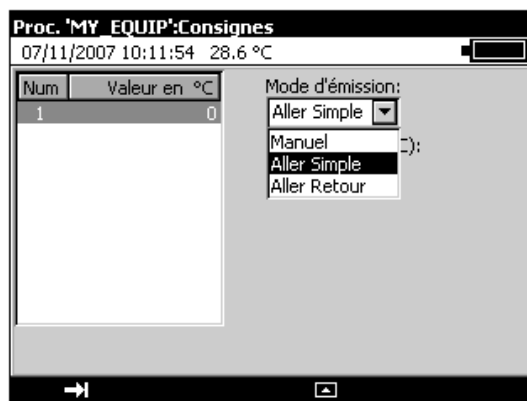 Proc. 'MY_EQUIP':Consignes
07/11/2007 10:11:54 28.6 °C
Num Valeur en °C
1 0
Mode d'émission:
Aller Simple
Manuel
):
Aller Simple
Aller Retour